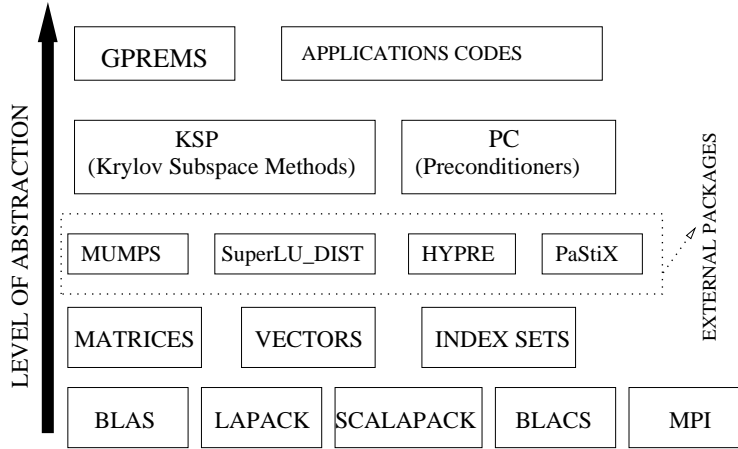 GPREMS
APPLICATIONS CODES
KSP
(Krylov Subspace Methods)
PC
(Preconditioners)
MUMPS
SuperLU_DIST
HYPRE
PaStiX
MATRICES
VECTORS
INDEX SETS
BLAS
LAPACK
SCALAPACK
BLACS
MPI
LEVEL OF ABSTRACTION
EXTERNAL PACKAGES